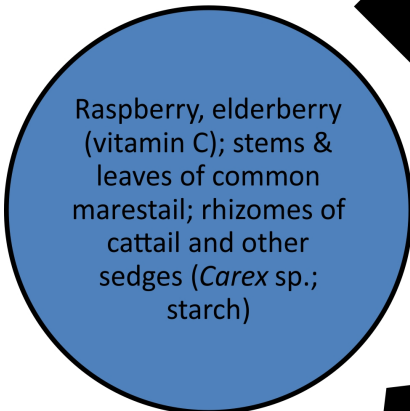 Raspberry, elderberry
(vitamin C); stems &
leaves of common
marestail; rhizomes of
cattail and other
sedges (Carex sp.;
starch)